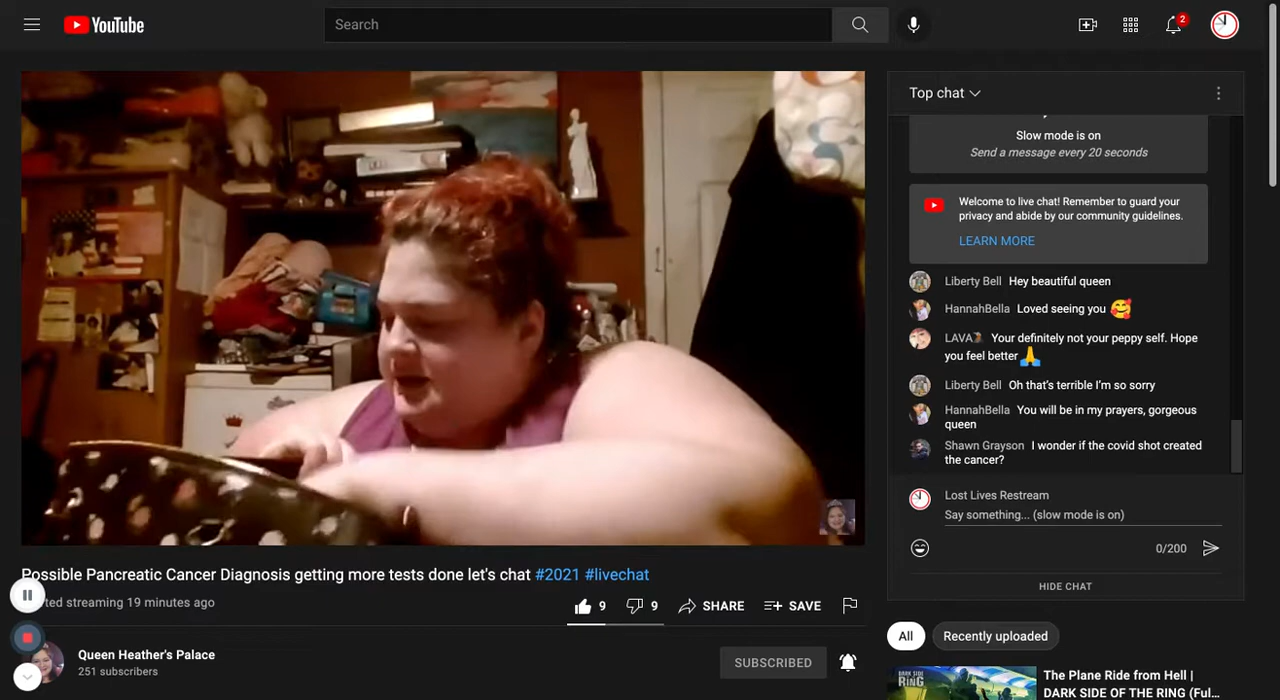 YouTube
Search
2
Top chat
Slow mode is on
Send a message every 20 seconds
Welcome to live chat! Remember to guard your
privacy and abide by our community guidelines.
LEARN MORE
Liberty Bell Hey beautiful queen
HannahBella Loved seeing you 🥰
LAVA Your definitely not your peppy self. Hope
you feel better 🙏
Liberty Bell Oh that's terrible I'm so sorry
HannahBella You will be in my prayers, gorgeous
queen
Shawn Grayson I wonder if the covid shot created
the cancer?
Lost Lives Restream
Say something... (slow mode is on)
0/200
HIDE CHAT
Possible Pancreatic Cancer Diagnosis getting more tests done let's chat #2021 #livechat
streaming 19 minutes ago
9
9
SHARE
SAVE
Queen Heather's Palace
251 subscribers
SUBSCRIBED
All
Recently uploaded
DARK SIDE
RING
The Plane Ride from Hell |
DARK SIDE OF THE RING (Ful...